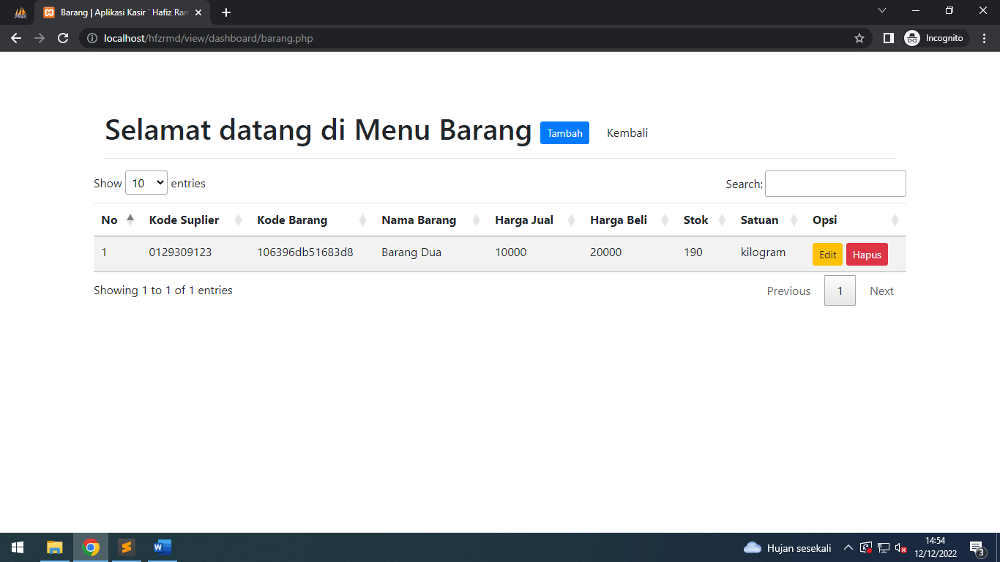 Barang | Aplikasi Kasir ` Hafiz Ram
localhost/hfzrmd/view/dashboard/barang.php
Incognito
Selamat datang di Menu Barang Tambah Kembali
Show 10 entries Search:
No Kode Suplier Kode Barang Nama Barang Harga Jual Harga Beli Stok Satuan Opsi
1 0129309123 106396db51683d8 Barang Dua 10000 20000 190 kilogram Edit Hapus
Showing 1 to 1 of 1 entries Previous 1 Next
Hujan sesekali
14:54
12/12/2022
3